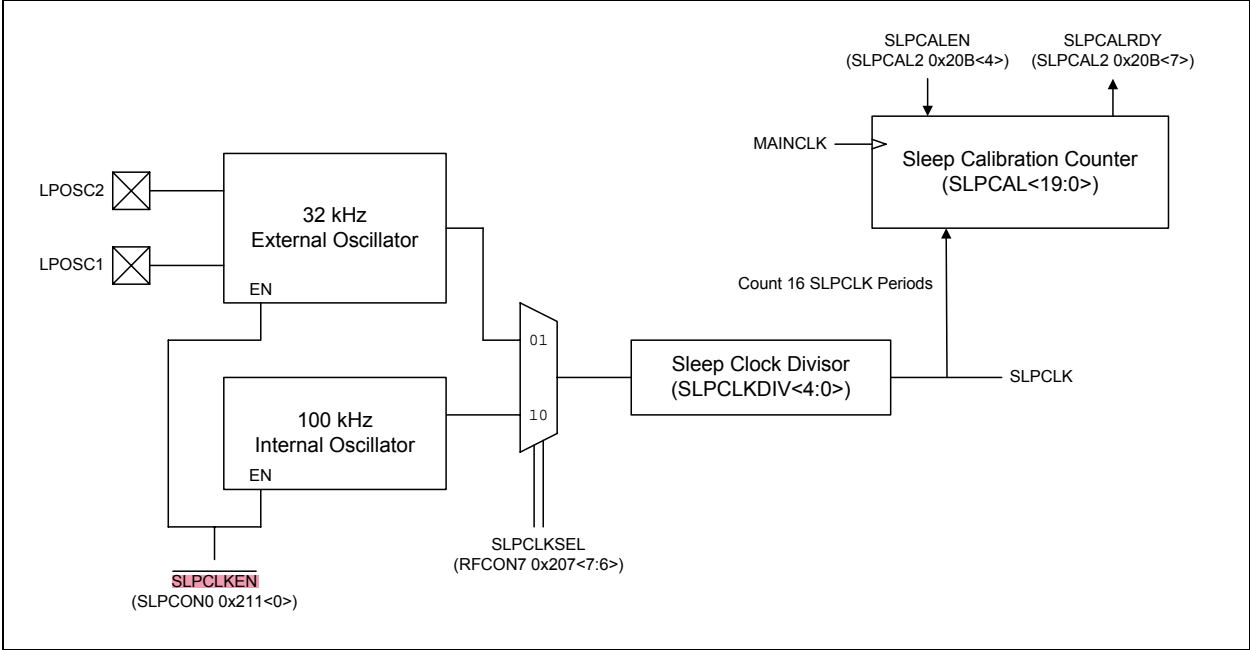 SLPCALEN
(SLPCAL2 0x20B<4>)
SLPCALRDY
(SLPCAL2 0x20B<7>)
MAINCLK
Sleep Calibration Counter
(SLPCAL<19:0>)
LPOSC2
LPOSC1
32 kHz
External Oscillator
EN
Count 16 SLPCLK Periods
01
10
Sleep Clock Divisor
(SLPCLKDIV<4:0>)
SLPCLK
100 kHz
Internal Oscillator
EN
SLPCLKSEL
(RFCON7 0x207<7:6>)
SLPCLKEN
(SLPCON0 0x211<0>)